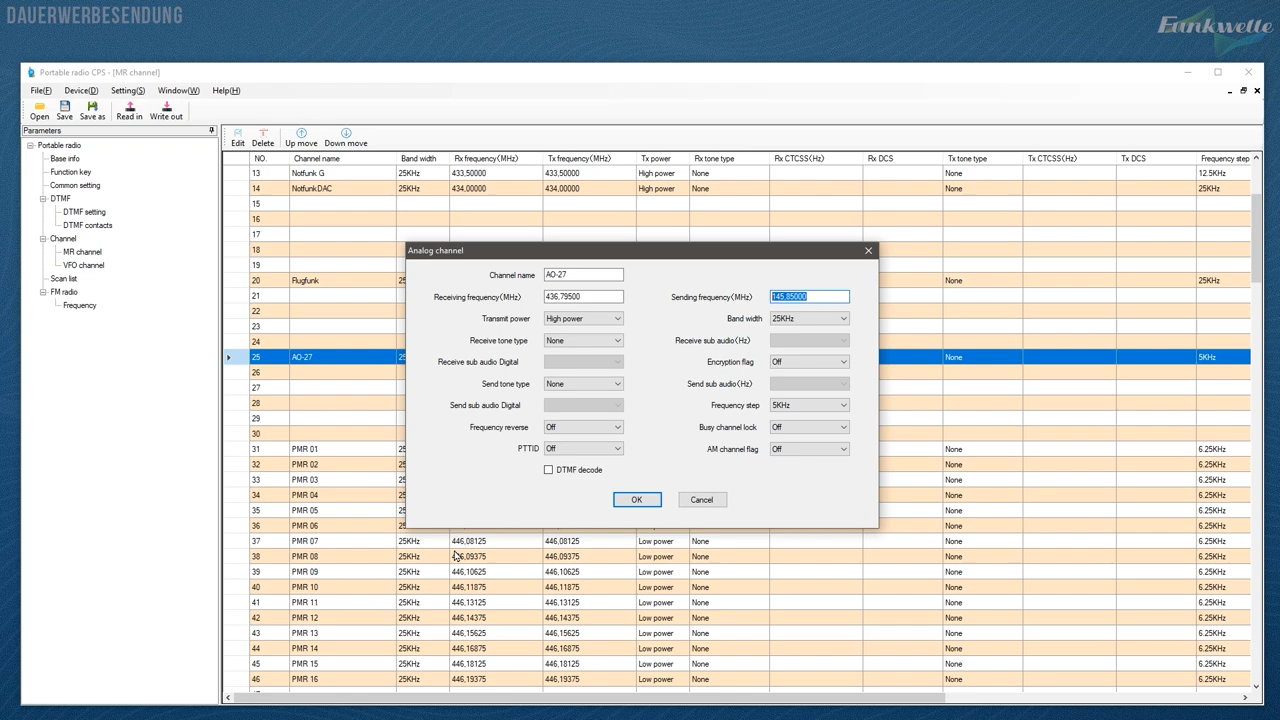 DAUERWERBESENDUNG
Funkwelle
Portable radio CPS - [MR channel]
File(F) Device(D) Setting(S) Window(W) Help(H)
Open Save Save as Read in Write out
Parameters
Portable radio
Base info
Function key
Common setting
DTMF
DTMF setting
DTMF contacts
Channel
MR channel
VFO channel
Scan list
FM radio
Frequency
Edit Delete Up move Down move
NO. Channel name Band width Rx frequency(MHz) Tx frequency(MHz) Tx power Rx tone type Rx CTCSS(Hz) Rx DCS Tx tone type Tx CTCSS(Hz) Tx DCS Frequency step
13 Notfunk G 25KHz 433,50000 433,50000 High power None None 12.5KHz
14 Notfunk DAC 25KHz 434,00000 434,00000 High power None None 25KHz
15
16
17
18
19
20 Flugfunk 25KHz
21
22
23
24
25 AO-27 None 5KHz
26
27
28
29
30
31 PMR 01 None 6.25KHz
32 PMR 02 None 6.25KHz
33 PMR 03 None 6.25KHz
34 PMR 04 None 6.25KHz
35 PMR 05 None 6.25KHz
36 PMR 06 None 6.25KHz
37 PMR 07 25KHz 446,08125 446,08125 Low power None None 6.25KHz
38 PMR 08 25KHz 446,09375 446,09375 Low power None None 6.25KHz
39 PMR 09 25KHz 446,10625 446,10625 Low power None None 6.25KHz
40 PMR 10 25KHz 446,11875 446,11875 Low power None None 6.25KHz
41 PMR 11 25KHz 446,13125 446,13125 Low power None None 6.25KHz
42 PMR 12 25KHz 446,14375 446,14375 Low power None None 6.25KHz
43 PMR 13 25KHz 446,15625 446,15625 Low power None None 6.25KHz
44 PMR 14 25KHz 446,16875 446,16875 Low power None None 6.25KHz
45 PMR 15 25KHz 446,18125 446,18125 Low power None None 6.25KHz
46 PMR 16 25KHz 446,19375 446,19375 Low power None None 6.25KHz
Analog channel
Channel name AO-27
Receiving frequency(MHz) 436,79500 Sending frequency(MHz) 145,85000
Transmit power High power Band width 25KHz
Receive tone type None Receive sub audio(Hz)
Receive sub audio Digital Encryption flag Off
Send tone type None Send sub audio(Hz)
Send sub audio Digital Frequency step 5KHz
Frequency reverse Off Busy channel lock Off
PTTID Off AM channel flag Off
DTMF decode
OK Cancel